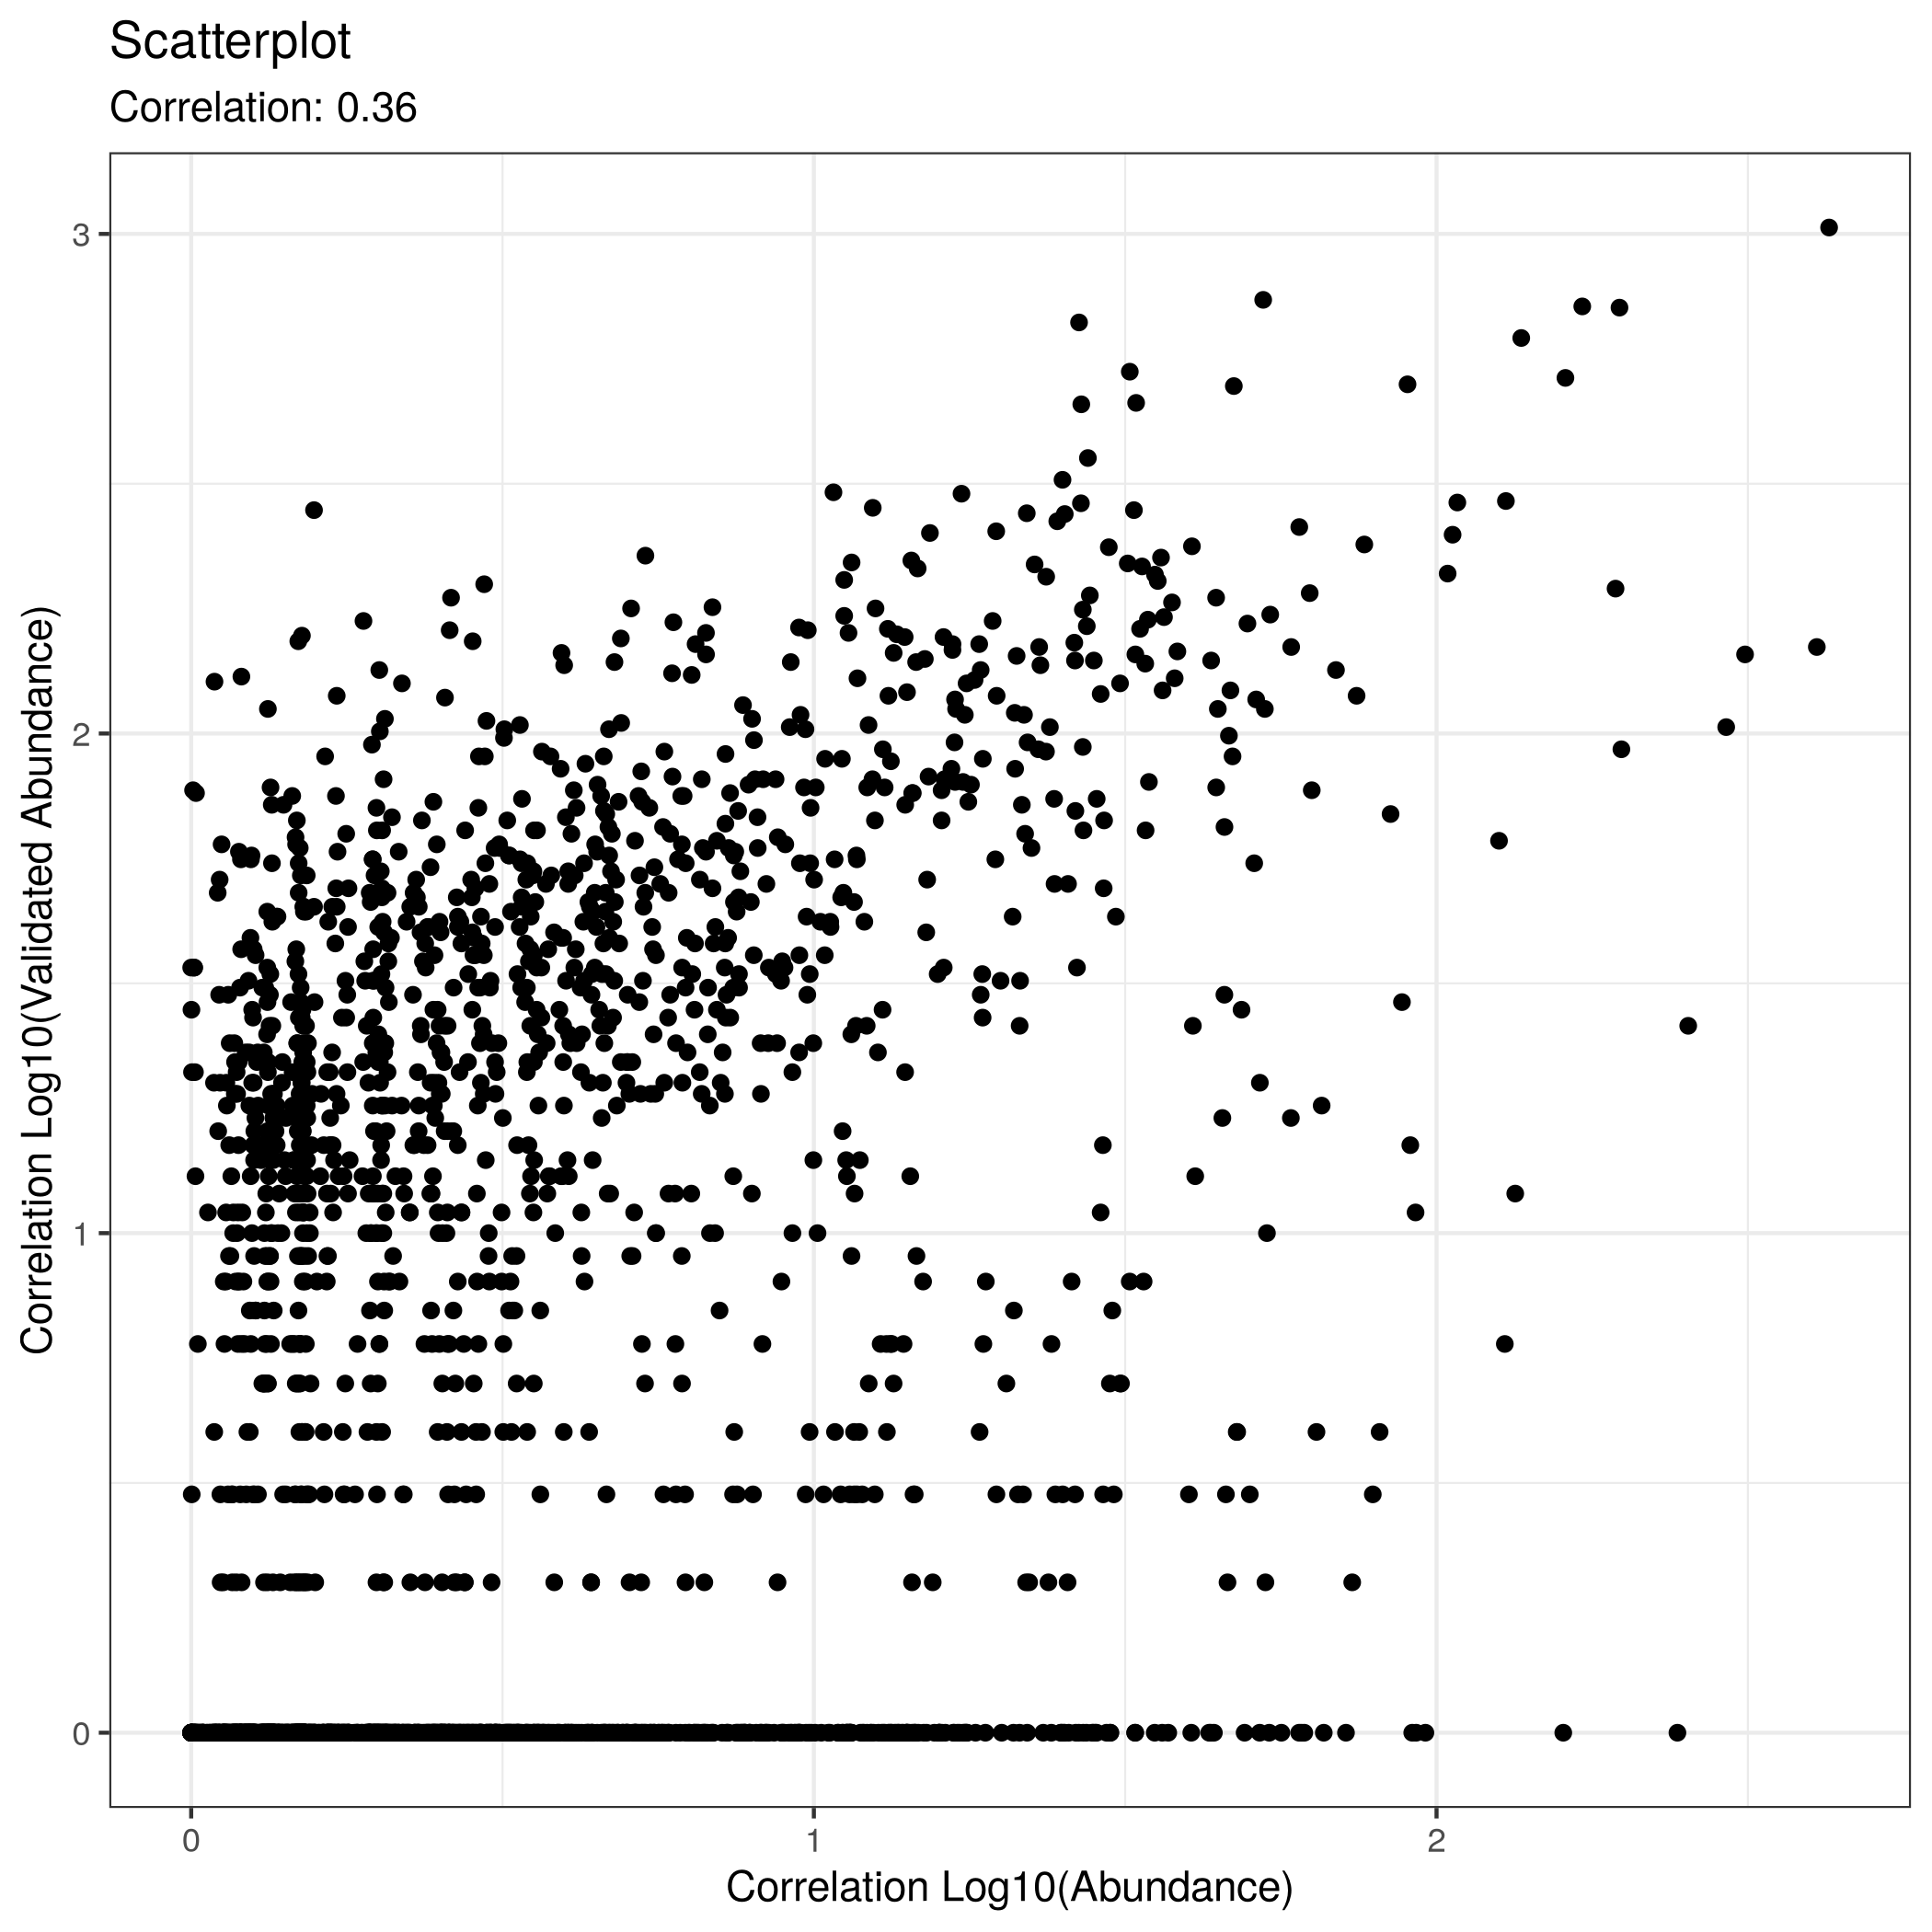 Scatterplot
Correlation: 0.36
Correlation Log10(Validated Abundance)
3
2
1
0
0
1
2
Correlation Log10(Abundance)